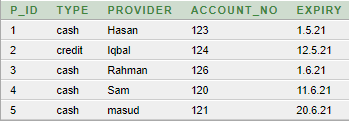 P_ID TYPE PROVIDER ACCOUNT_NO EXPIRY
1 cash Hasan 123 1.5.21
2 credit Iqbal 124 12.5.21
3 cash Rahman 126 1.6.21
4 cash Sam 120 11.6.21
5 cash masud 121 20.6.21